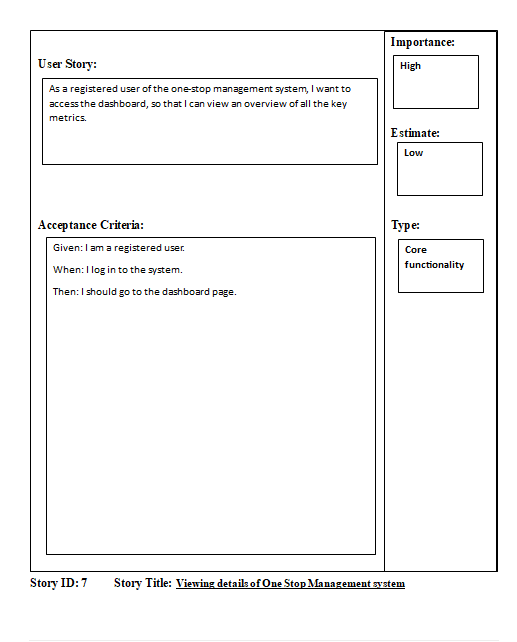 Importance:
High
User Story:
As a registered user of the one-stop management system, I want to
access the dashboard, so that I can view an overview of all the key
metrics.
Estimate:
Low
Acceptance Criteria:
Given: I am a registered user.
When: I log in to the system.
Then: I should go to the dashboard page.
Type:
Core
functionality
Story ID: 7 Story Title: Viewing details of One Stop Management system